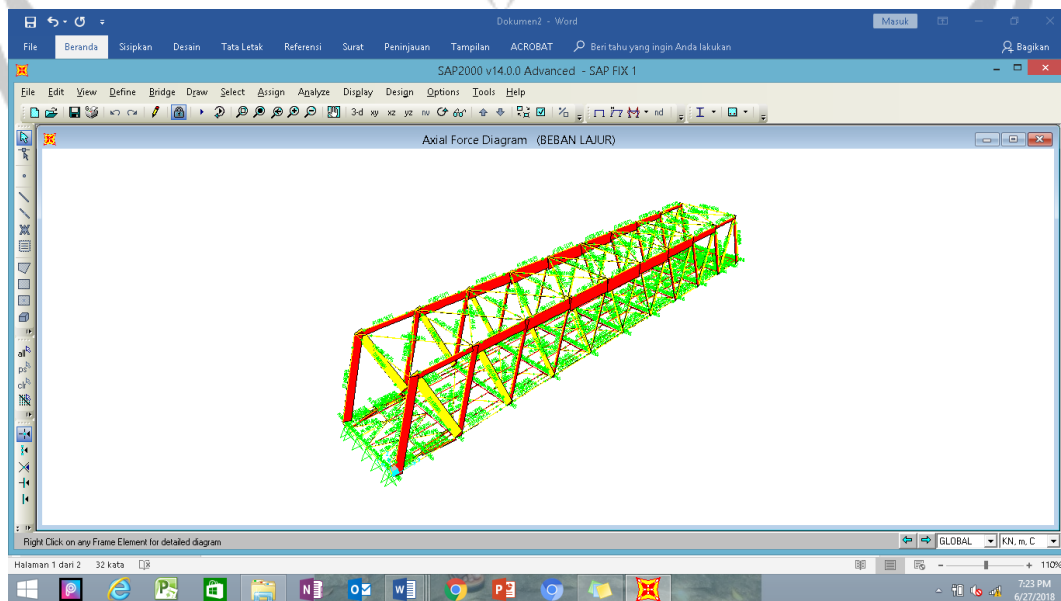 Dokumen2 - Word
Masuk
File Beranda Sisipkan Desain Tata Letak Referensi Surat Peninjauan Tampilan ACROBAT Beri tahu yang ingin Anda lakukan Bagikan
SAP2000 v14.0.0 Advanced - SAP FIX 1
File Edit View Define Bridge Draw Select Assign Analyze Display Design Options Tools Help
3-d xy xz yz nv nd
Axial Force Diagram (BEBAN LAJUR)
all
ps
clr
Right Click on any Frame Element for detailed diagram
GLOBAL KN, m, C
Halaman 1 dari 2 32 kata 110%
7:23 PM
6/27/2018